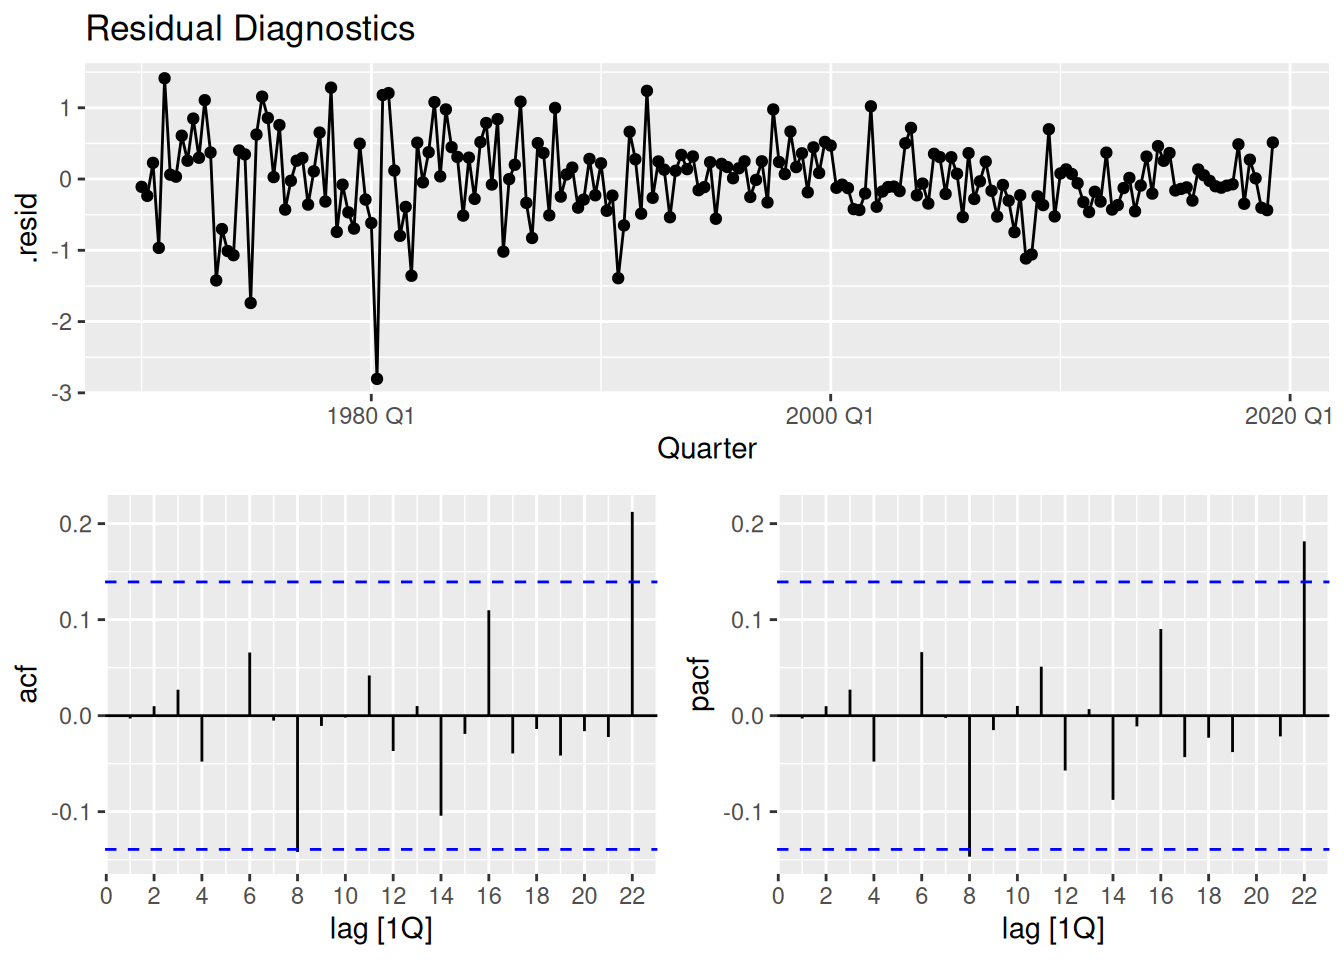 Residual Diagnostics
1
0
-1
-2
-3
.resid
1980 Q1 2000 Q1 2020 Q1
Quarter
0.2
0.1
0.0
-0.1
acf
0 2 4 6 8 10 12 14 16 18 20 22
lag [1Q]
0.2
0.1
0.0
-0.1
pacf
0 2 4 6 8 10 12 14 16 18 20 22
lag [1Q]